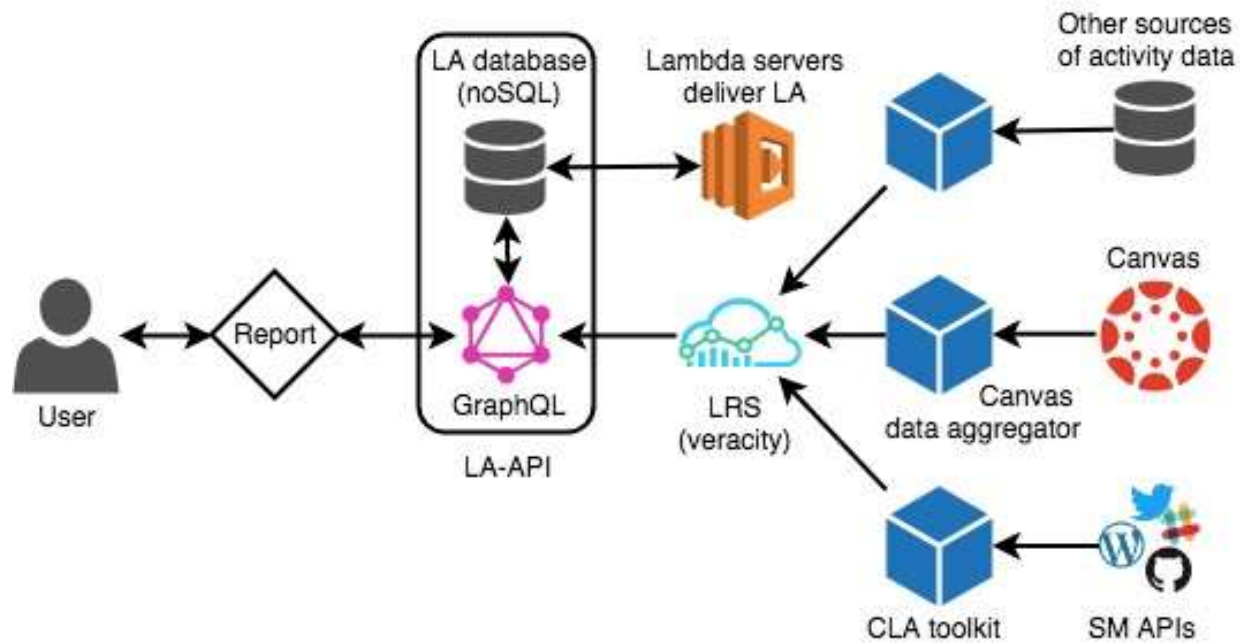 Other sources
of activity data
LA database
(noSQL)
Lambda servers
deliver LA
Canvas
Report
User
GraphQL
LA-API
LRS
(veracity)
Canvas
data aggregator
W
CLA toolkit
SM APIs